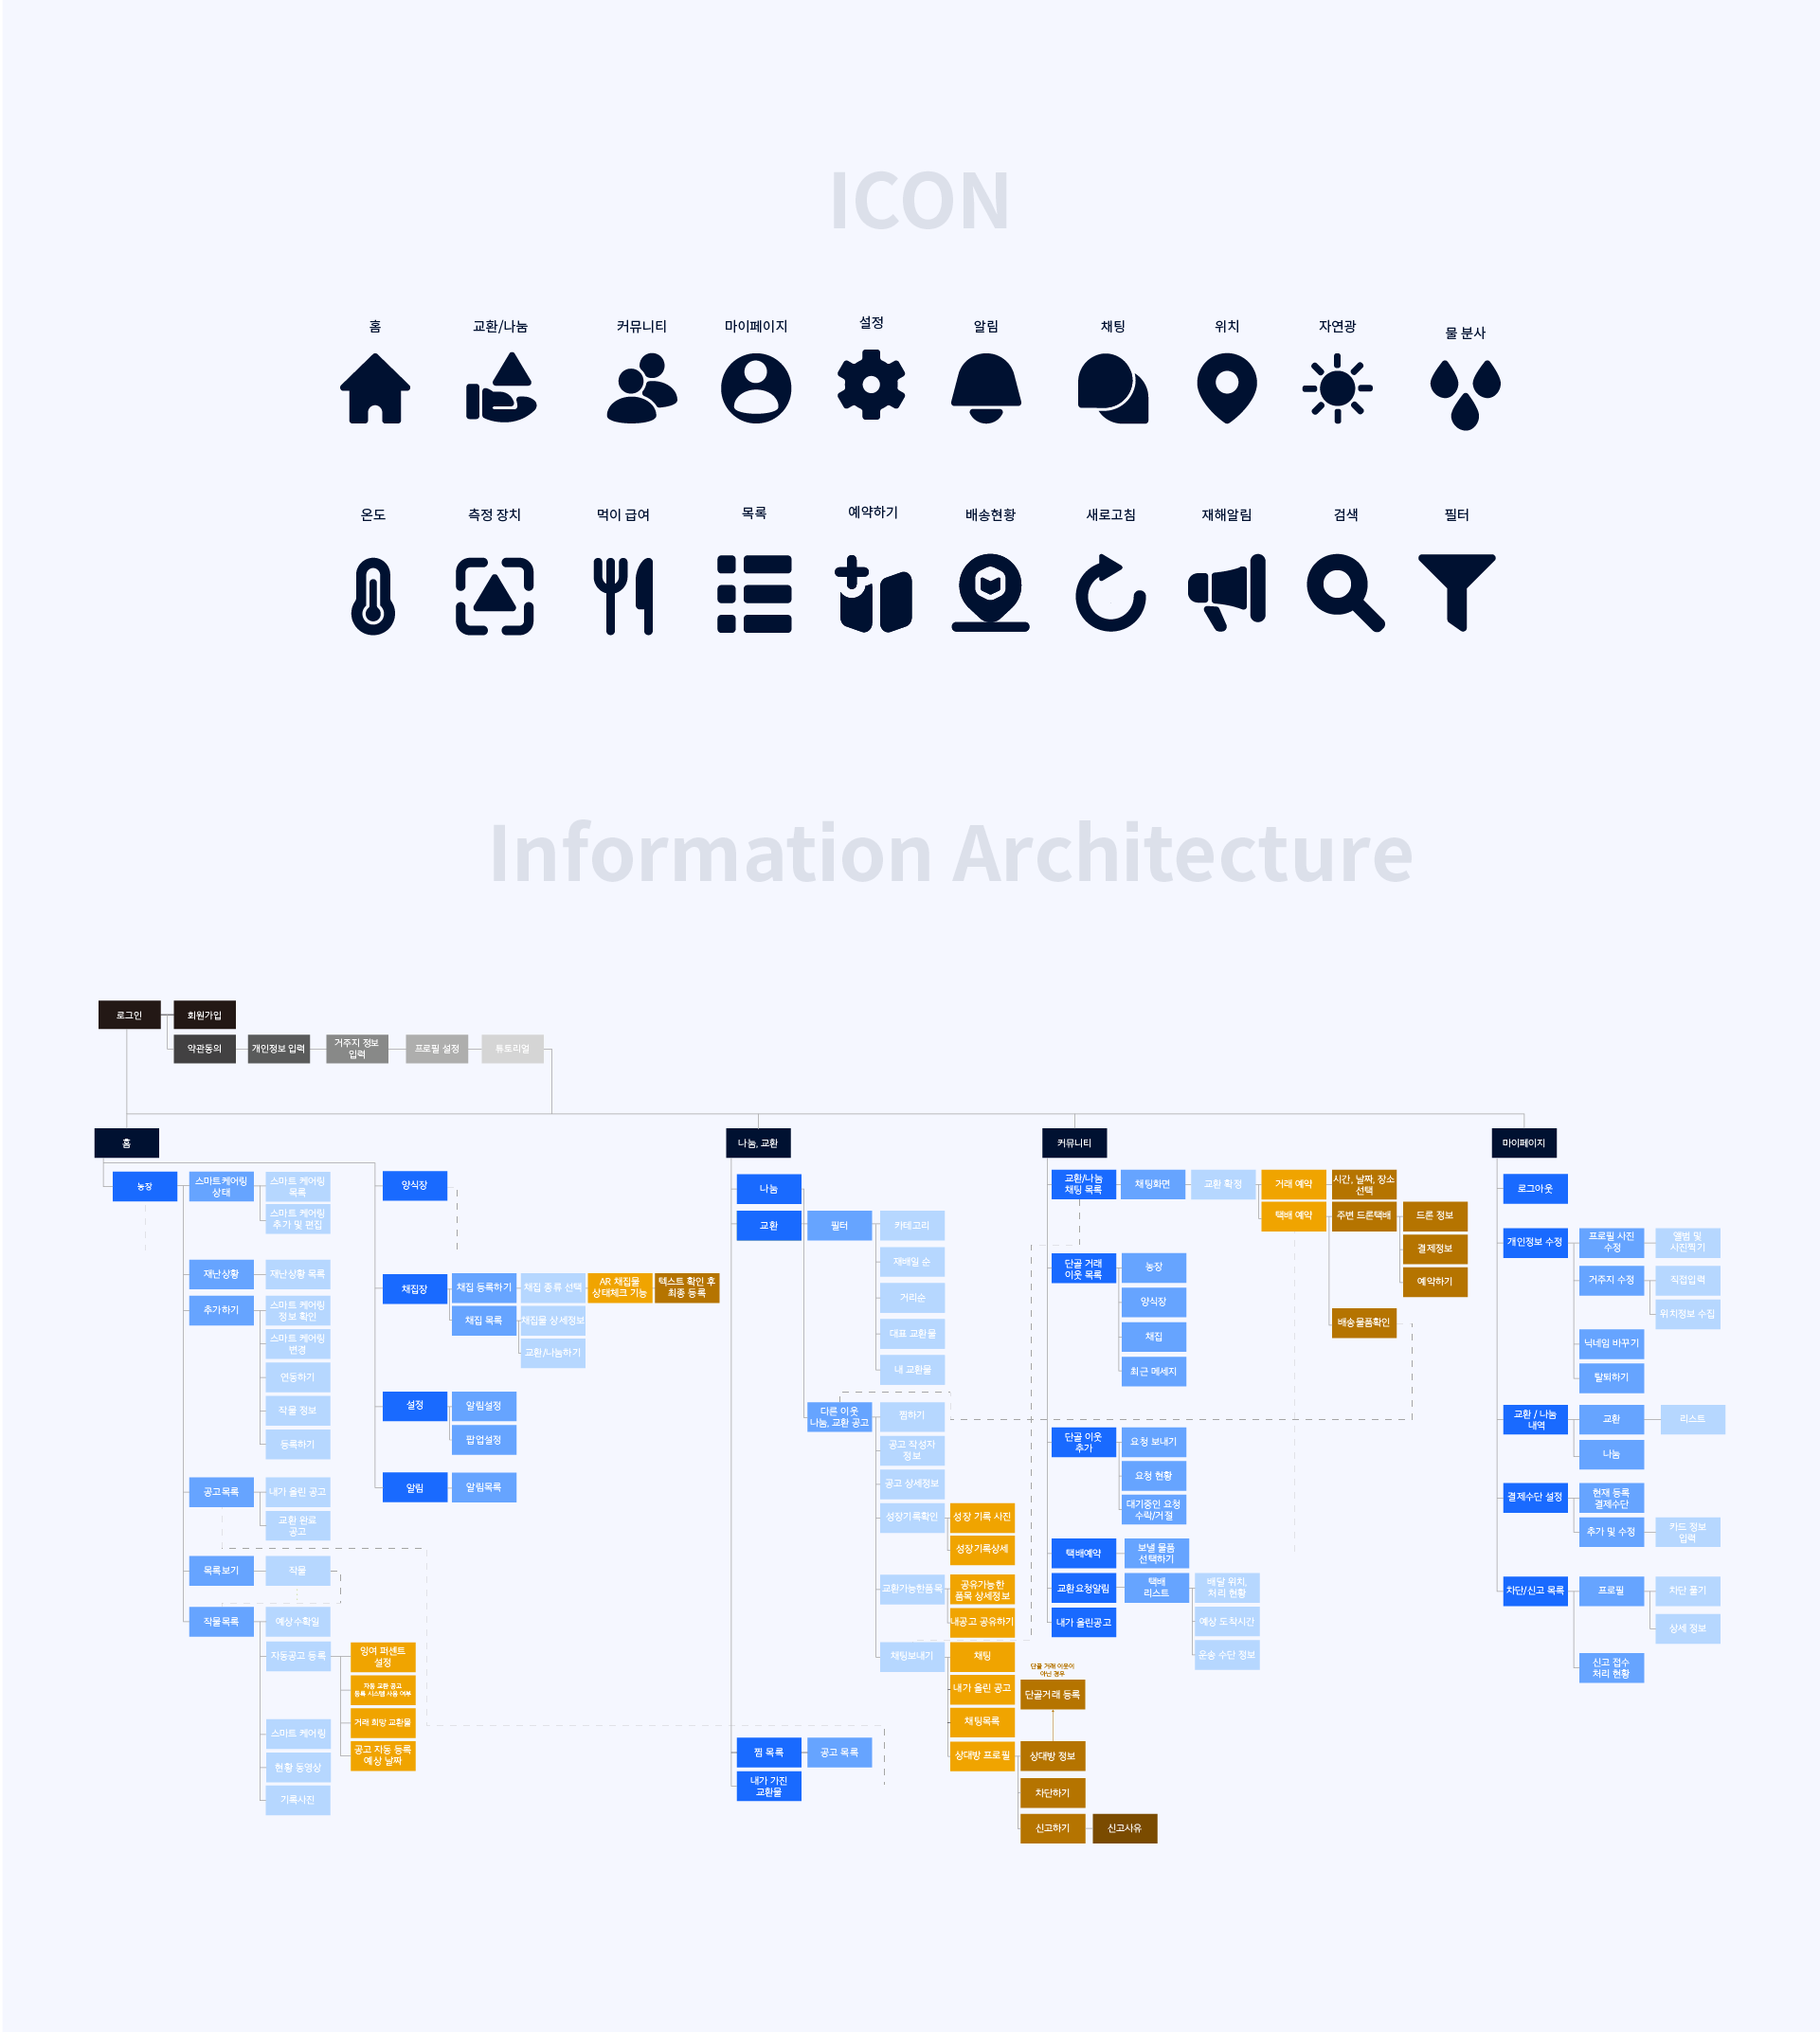 ICON
홈
교환/나눔
커뮤니티
마이페이지
설정
알림
채팅
위치
자연광
물 분사
온도
측정 장치
먹이 급여
목록
예약하기
배송현황
새로고침
재해알림
검색
필터
Information Architecture
로그인
회원가입
약관동의
개인정보 입력
거주지 정보
입력
프로필 설정
튜토리얼
홈
농장
스마트케어링
상태
스마트 케어링
목록
스마트 케어링
추가 및 편집
재난상황
재난상황 목록
추가하기
스마트 케어링
정보 확인
스마트 케어링
변경
연동하기
작물 정보
등록하기
공고목록
내가 올린 공고
교환 완료
공고
목록보기
작물
작물목록
예상수확일
자동공고 등록
잉여 퍼센트
설정
자동 교환 공고
등록 시스템 사용 여부
거래 희망 교환물
공고 자동 등록
예상 날짜
스마트 케어링
현황 동영상
기록사진
양식장
채집장
채집 등록하기
채집 종류 선택
AR 채집물
상태체크 기능
텍스트 확인 후
최종 등록
채집 목록
채집물 상세정보
교환/나눔하기
설정
알림설정
팝업설정
알림
알림목록
나눔, 교환
나눔
교환
필터
카테고리
재배일 순
거리순
대표 교환물
내 교환물
다른 이웃
나눔, 교환 공고
찜하기
공고 작성자
정보
공고 상세정보
성장기록확인
성장 기록 사진
성장기록상세
교환가능한품목
공유가능한
품목 상세정보
내공고 공유하기
채팅보내기
채팅
내가 올린 공고
채팅목록
상대방 프로필
단골 거래 이웃이
아닌 경우
단골거래 등록
상대방 정보
차단하기
신고하기
신고사유
찜 목록
공고 목록
내가 가진
교환물
커뮤니티
교환/나눔
채팅 목록
채팅화면
교환 확정
거래 예약
시간, 날짜, 장소
선택
택배 예약
주변 드론택배
드론 정보
결제정보
예약하기
배송물품확인
단골 거래
이웃 목록
농장
양식장
채집
최근 메세지
단골 이웃
추가
요청 보내기
요청 현황
대기중인 요청
수락/거절
택배예약
보낼 물품
선택하기
교환요청알림
택배
리스트
배달 위치,
처리 현황
예상 도착시간
운송 수단 정보
내가 올린공고
마이페이지
로그아웃
개인정보 수정
프로필 사진
수정
앨범 및
사진찍기
거주지 수정
직접입력
위치정보 수집
닉네임 바꾸기
탈퇴하기
교환 / 나눔
내역
교환
리스트
나눔
결제수단 설정
현재 등록
결제수단
추가 및 수정
카드 정보
입력
차단/신고 목록
프로필
차단 풀기
상세 정보
신고 접수
처리 현황